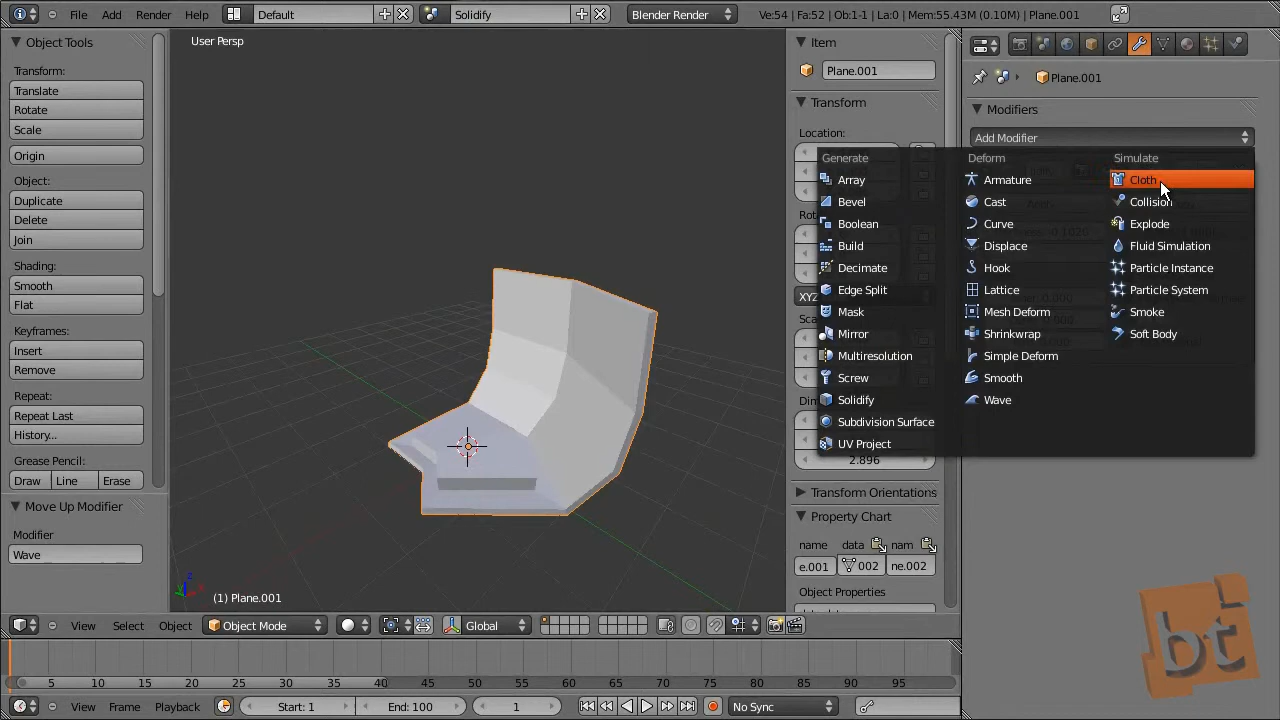 File Add Render Help Default Solidify Blender Render Ve:54 | Fa:52 | Ob:1-1 | La:0 | Mem:55.43M (0.10M) | Plane.001
Object Tools
Transform:
Translate
Rotate
Scale
Origin
Object:
Duplicate
Delete
Join
Shading:
Smooth
Flat
Keyframes:
Insert
Remove
Repeat:
Repeat Last
History...
Grease Pencil:
Draw Line Erase
Move Up Modifier
Modifier
Wave
User Persp
(1) Plane.001
Item
Plane.001
Transform
Location:
XYZ
2.896
Transform Orientations
Property Chart
name data nam
e.001 002 ne.002
Object Properties
Plane.001
Modifiers
Add Modifier
Generate
Array
Bevel
Boolean
Build
Decimate
Edge Split
Mask
Mirror
Multiresolution
Screw
Solidify
Subdivision Surface
UV Project
Deform
Armature
Cast
Curve
Displace
Hook
Lattice
Mesh Deform
Shrinkwrap
Simple Deform
Smooth
Wave
Simulate
Cloth
Collision
Explode
Fluid Simulation
Particle Instance
Particle System
Smoke
Soft Body
View Select Object Object Mode Global
5 10 15 20 25 30 35 40 45 50 55 60 65 70 75 80 85 90 95
View Frame Playback Start: 1 End: 100 1 No Sync
bt